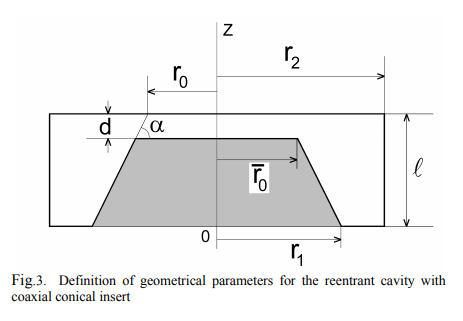 z
r₂
r₀
d
α
r̄₀
ℓ
0
r₁
Fig.3. Definition of geometrical parameters for the reentrant cavity with
coaxial conical insert